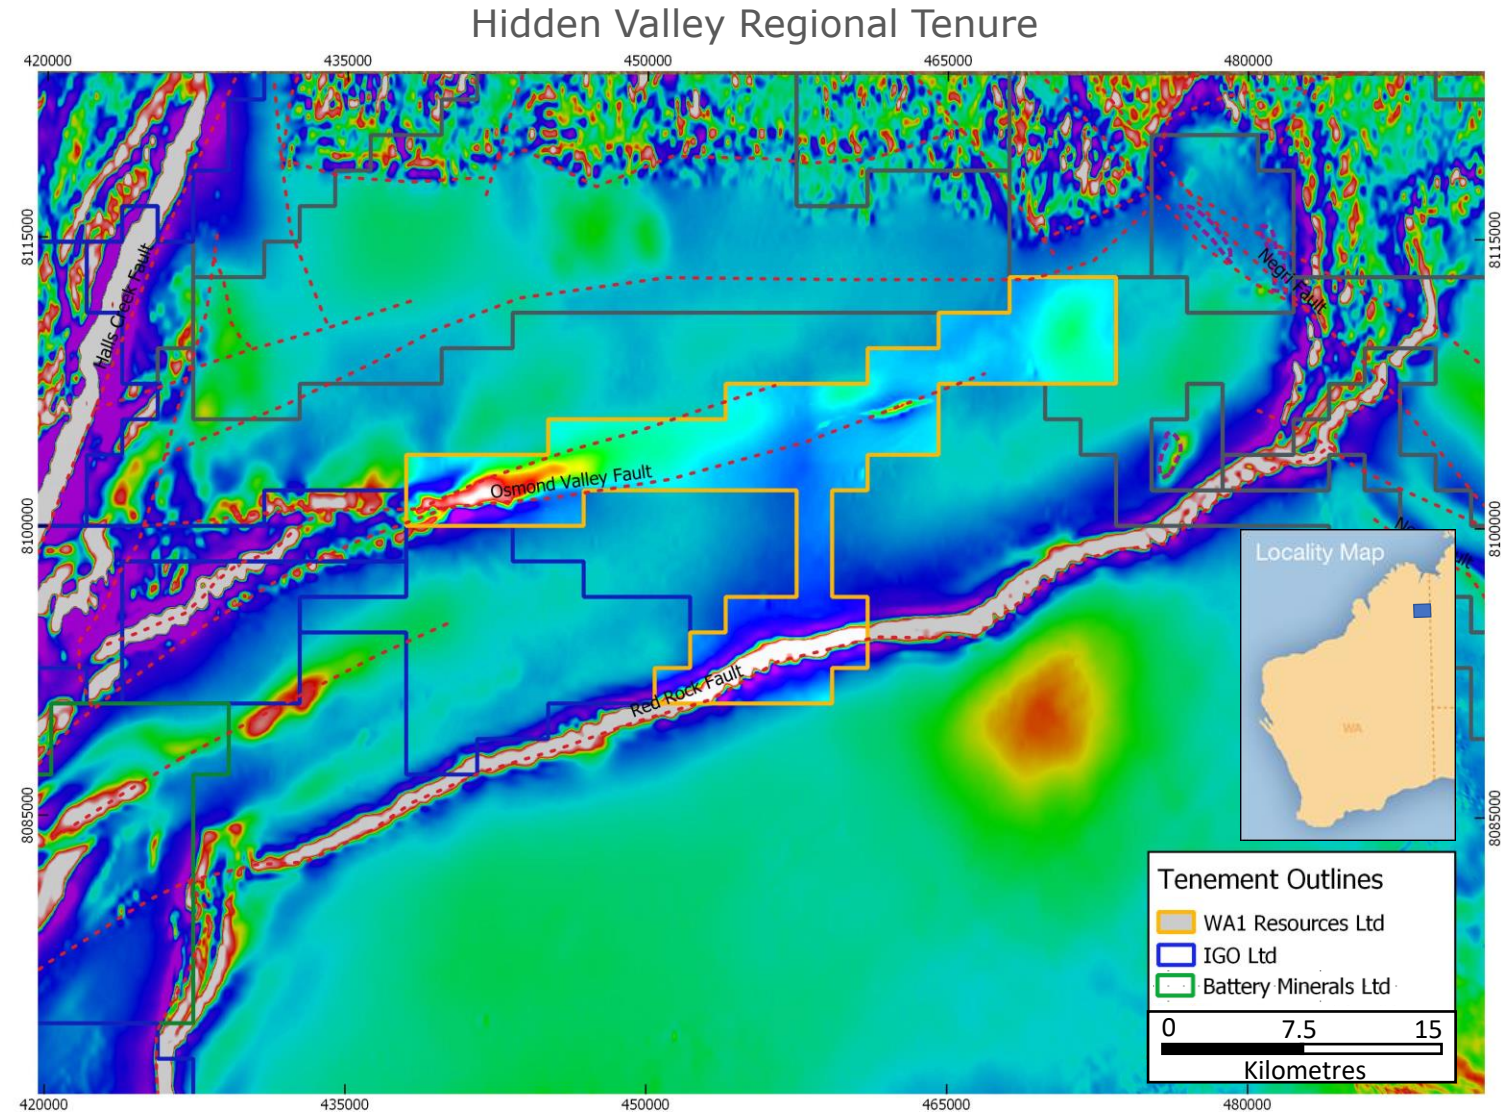 Hidden Valley Regional Tenure
420000
435000
450000
465000
480000
8115000
8115000
Halls Creek Fault
Negri Fault
Osmond Valley Fault
8100000
8100000
Red Rock Fault
Locality Map
WA
8085000
8085000
Tenement Outlines
WA1 Resources Ltd
IGO Ltd
Battery Minerals Ltd
0 7.5 15
Kilometres
420000
435000
450000
465000
480000